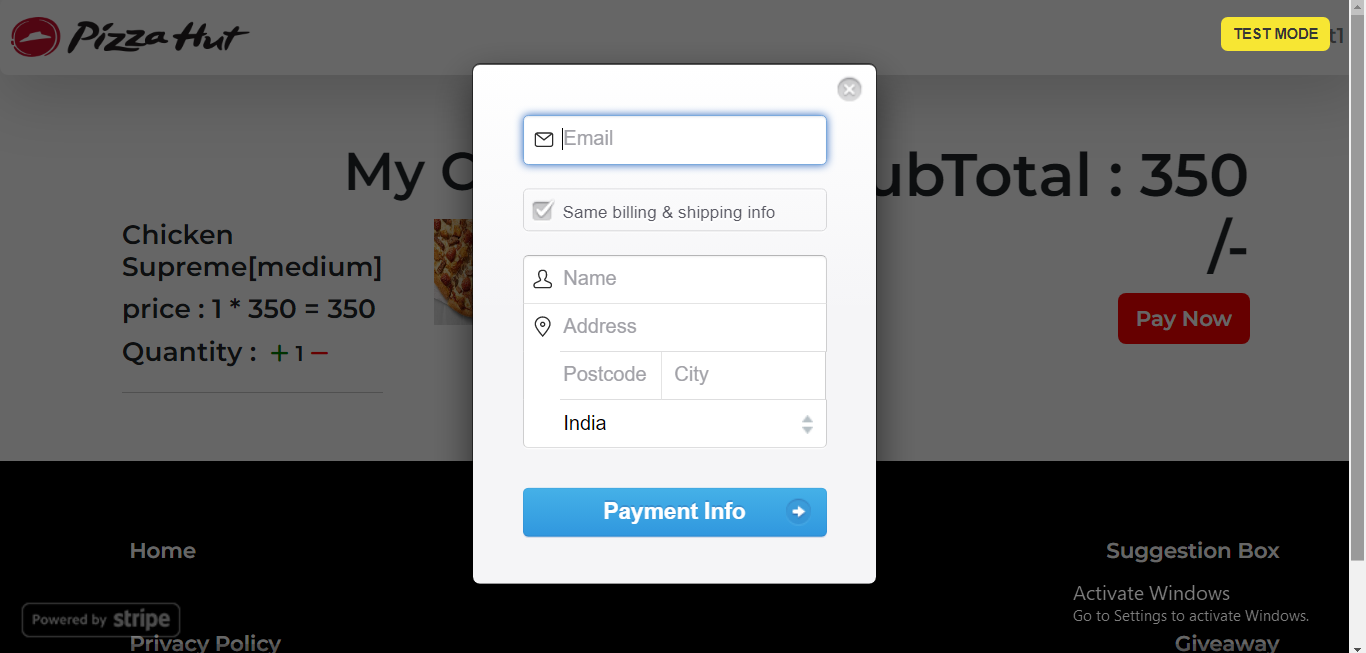 Pizza Hut
TEST MODE
t1
Email
My C
ubTotal : 350
/-
Same billing & shipping info
Chicken
Supreme[medium]
price : 1 * 350 = 350
Quantity : + 1 −
Name
Address
Pay Now
Postcode City
India
Payment Info
Home
Suggestion Box
Activate Windows
Go to Settings to activate Windows.
Powered by stripe
Privacy Policy
Giveaway